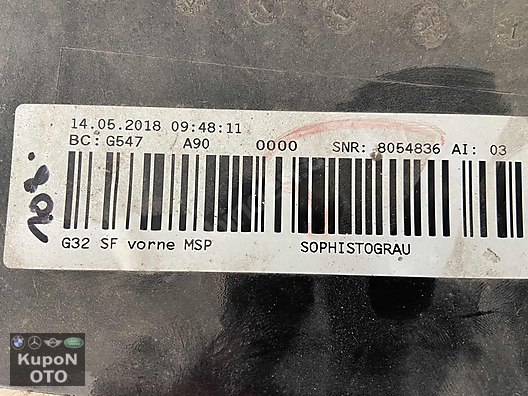 14.05.2018 09:48:11
BC: G547 A90 0000 SNR: 8054836 AI: 03
G32 SF vorne MSP SOPHISTOGRAU
KupoN
OTO